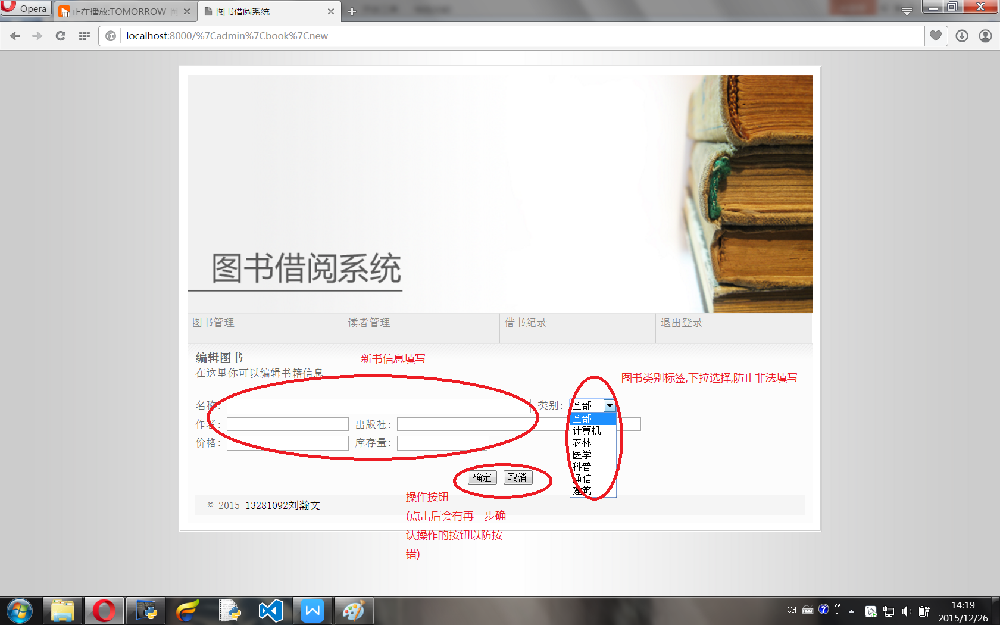 Opera
正在播放:TOMORROW-
图书借阅系统
localhost:8000/%7Cadmin%7Cbook%7Cnew
图书借阅系统
图书管理
读者管理
借书纪录
退出登录
编辑图书
新书信息填写
在这里你可以编辑书籍信息
图书类别标签,下拉选择,防止非法填写
名称:
类别:
全部
作者:
出版社:
价格:
库存量:
全部
计算机
农林
医学
科普
通信
建筑
确定
取消
操作按钮
(点击后会有再一步确
认操作的按钮以防按
错)
© 2015 13281092刘瀚文
CH
14:19
2015/12/26